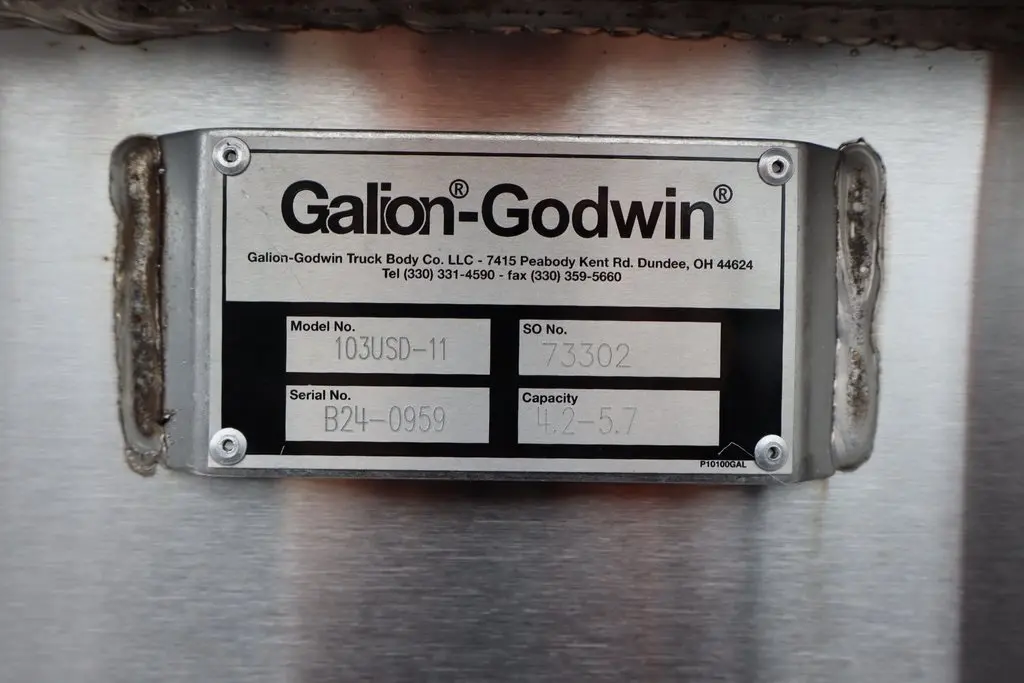 Galion®-Godwin®
Galion-Godwin Truck Body Co. LLC - 7415 Peabody Kent Rd. Dundee, OH 44624
Tel (330) 331-4590 - fax (330) 359-5660
Model No. SO No.
103USD-11 73302
Serial No. Capacity
B24-0959 4.2-5.7
P10100GAL